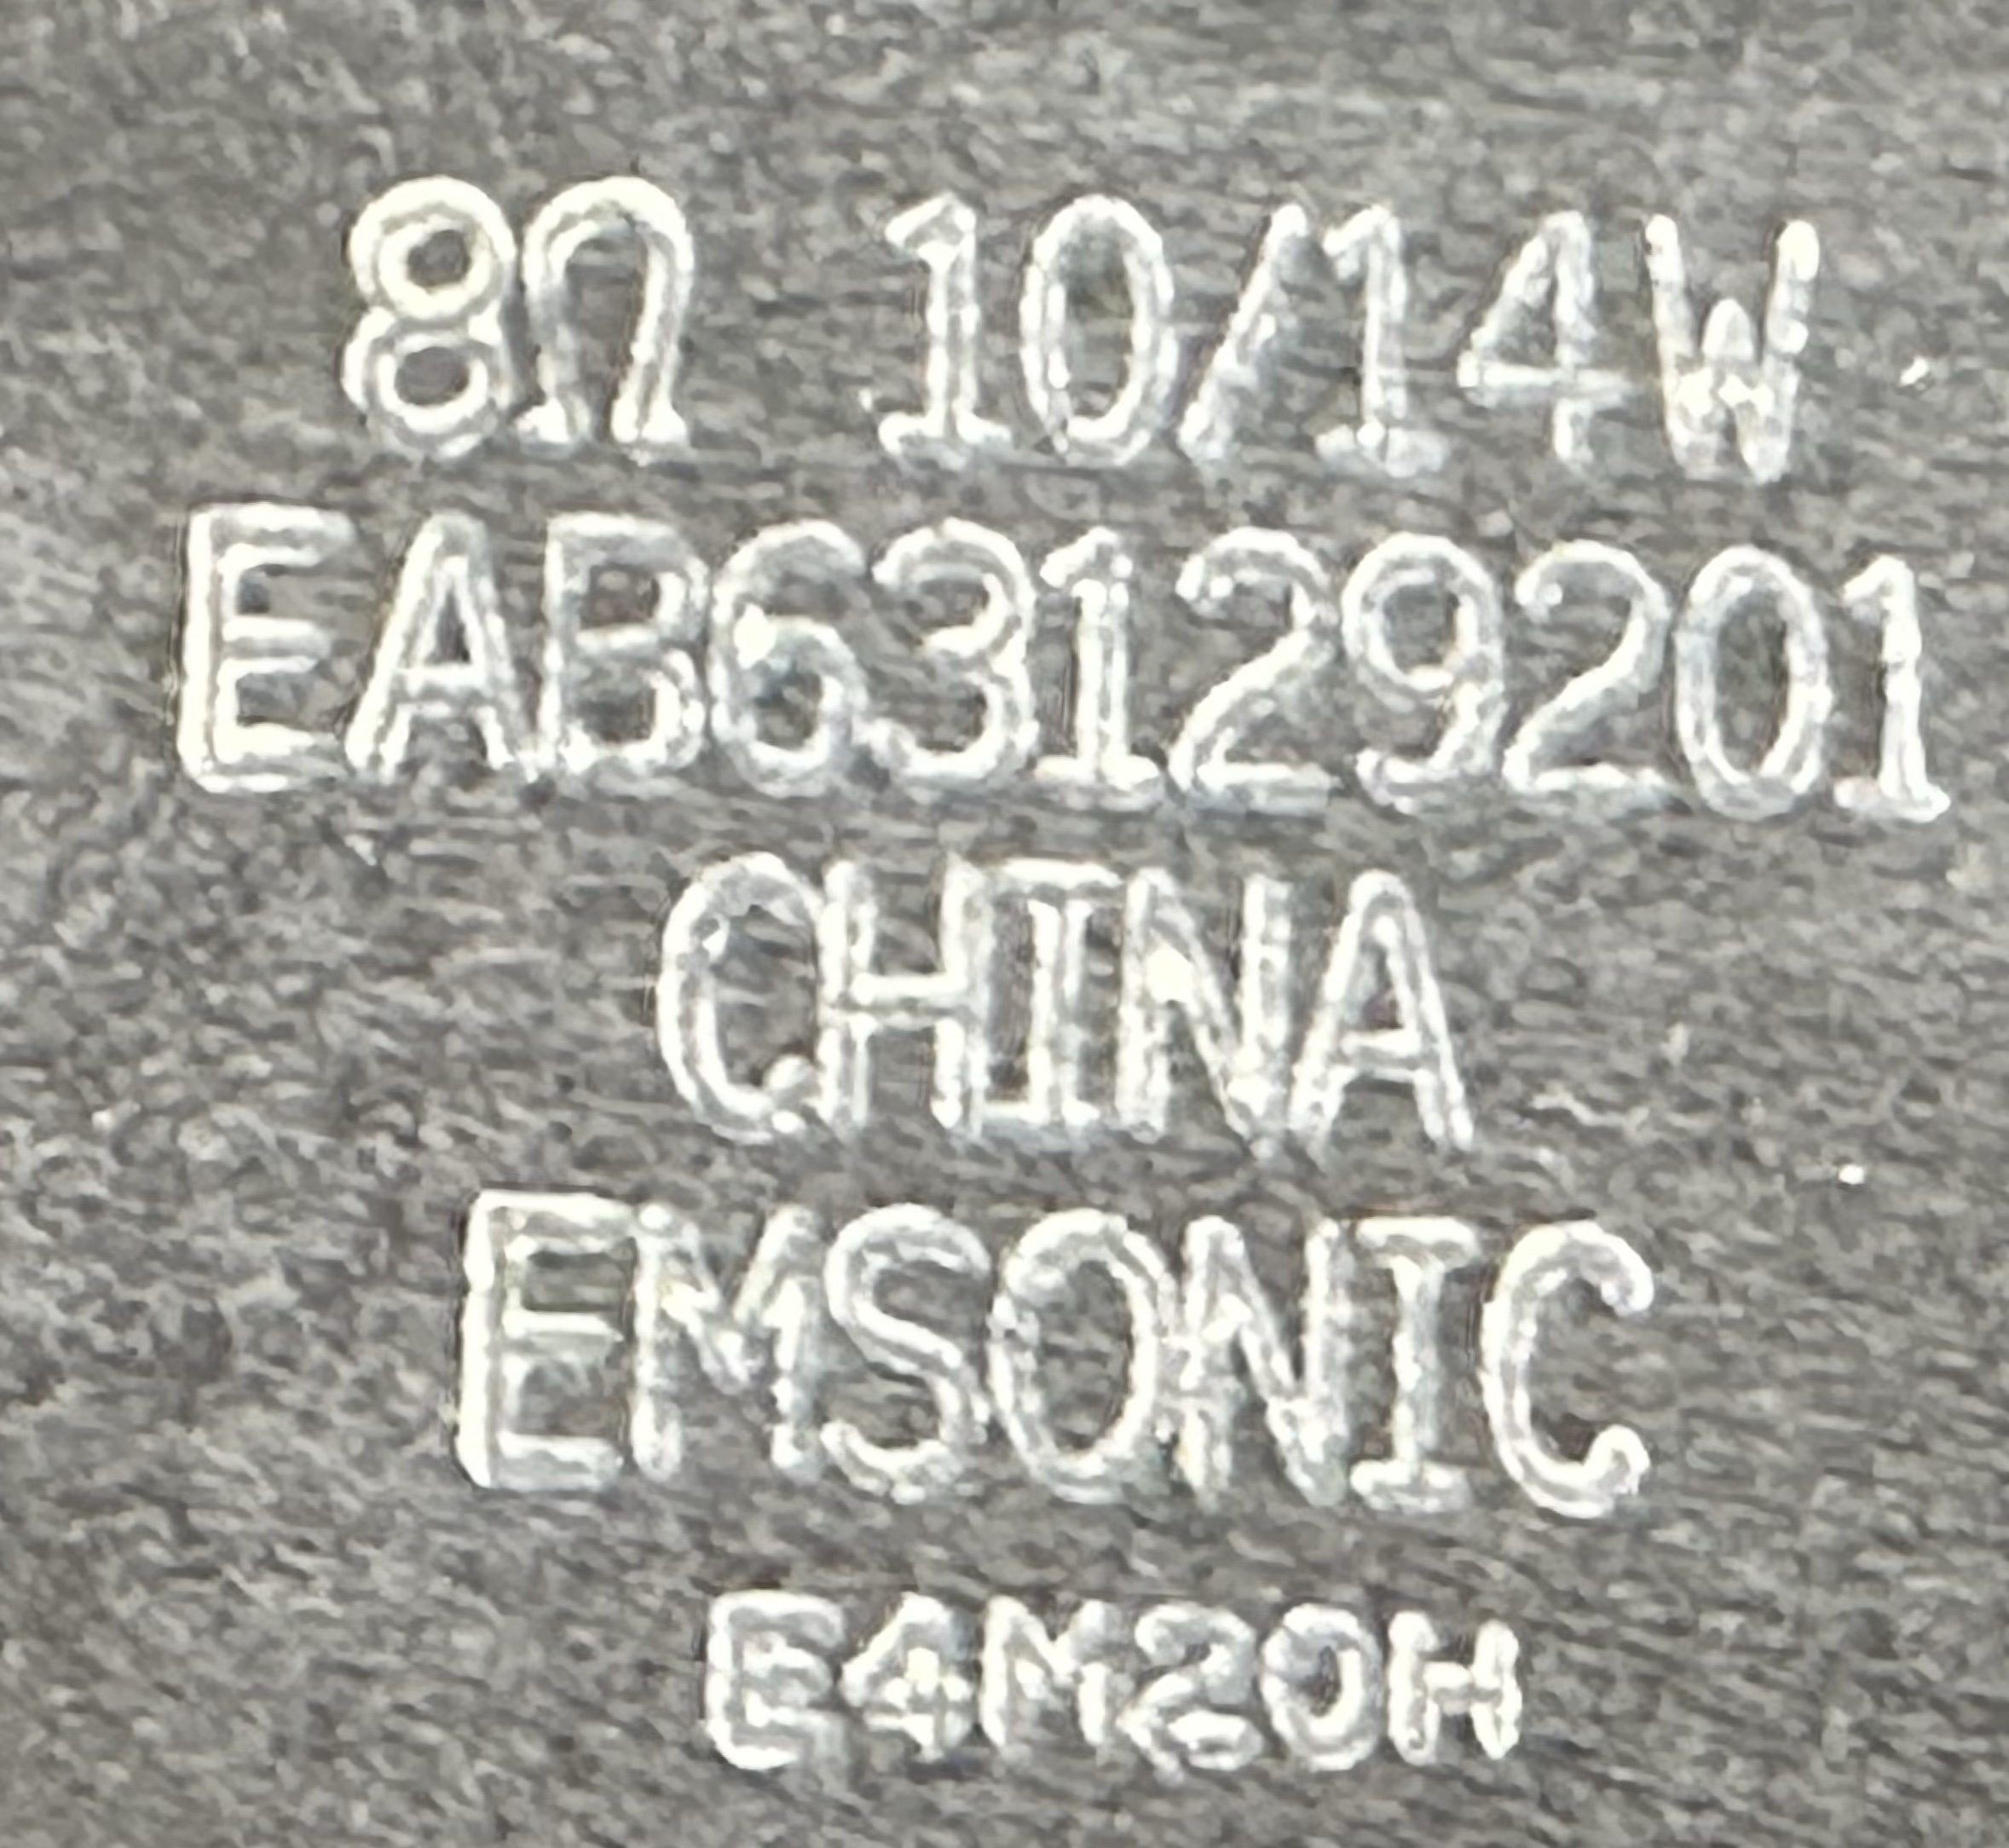 8Ω 10/14W
EAB63129201
CHINA
EMSONIC
E4M20H